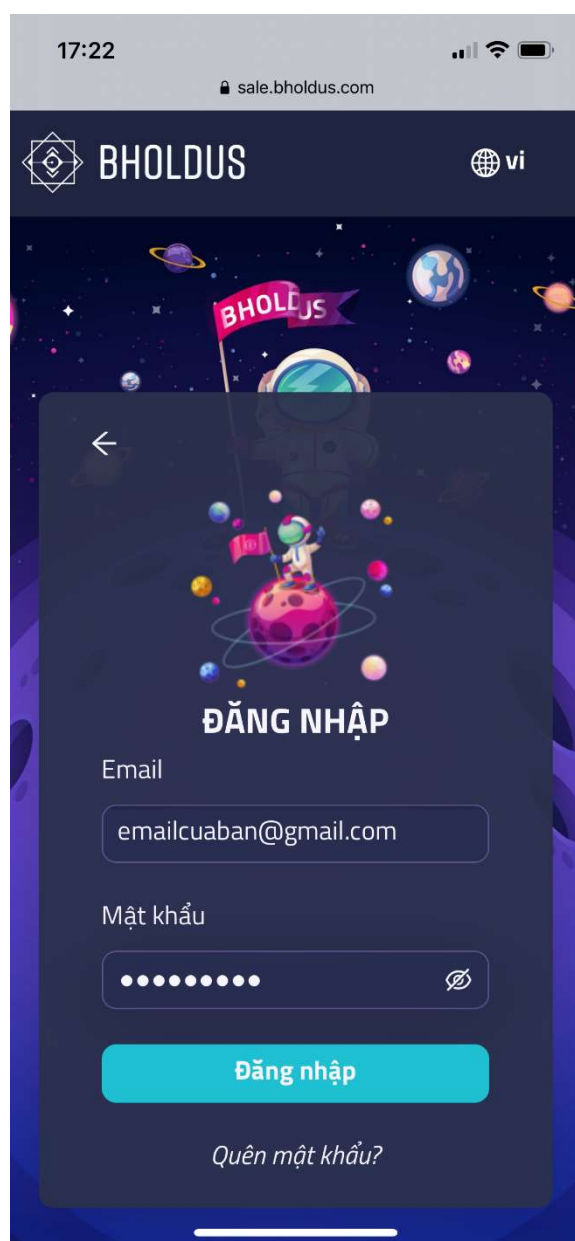 17:22
sale.bholdus.com
BHOLDUS
vi
BHOLDUS
ĐĂNG NHẬP
Email
emailcuaban@gmail.com
Mật khẩu
Đăng nhập
Quên mật khẩu?